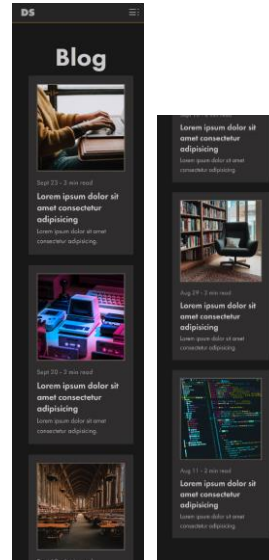 DS
Blog
Sept 23 - 2 min read
Lorem ipsum dolor sit
amet consectetur
adipisicing
Lorem ipsum dolor sit amet
consectetur adipisicing.
Sept 20 - 2 min read
Lorem ipsum dolor sit
amet consectetur
adipisicing
Lorem ipsum dolor sit amet
consectetur adipisicing.
Lorem ipsum dolor sit
amet consectetur
adipisicing
Lorem ipsum dolor sit amet
consectetur adipisicing.
Aug 29 - 2 min read
Lorem ipsum dolor sit
amet consectetur
adipisicing
Lorem ipsum dolor sit amet
consectetur adipisicing.
Aug 11 - 2 min read
Lorem ipsum dolor sit
amet consectetur
adipisicing
Lorem ipsum dolor sit amet
consectetur adipisicing.